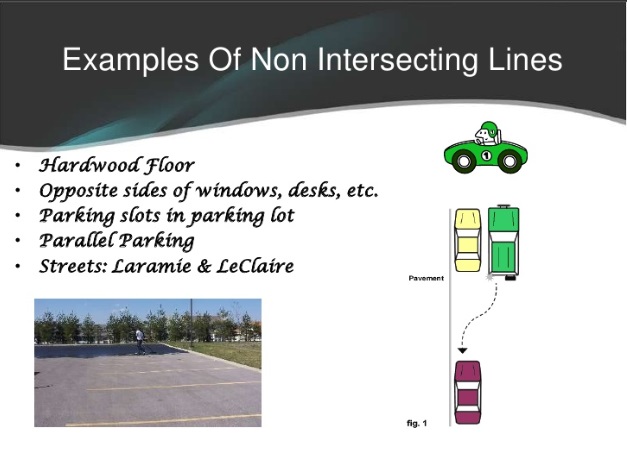 Examples Of Non Intersecting Lines
• Hardwood Floor
• Opposite sides of windows, desks, etc.
• Parking slots in parking lot
• Parallel Parking
• Streets: Laramie & LeClaire
1
Pavement
fig. 1